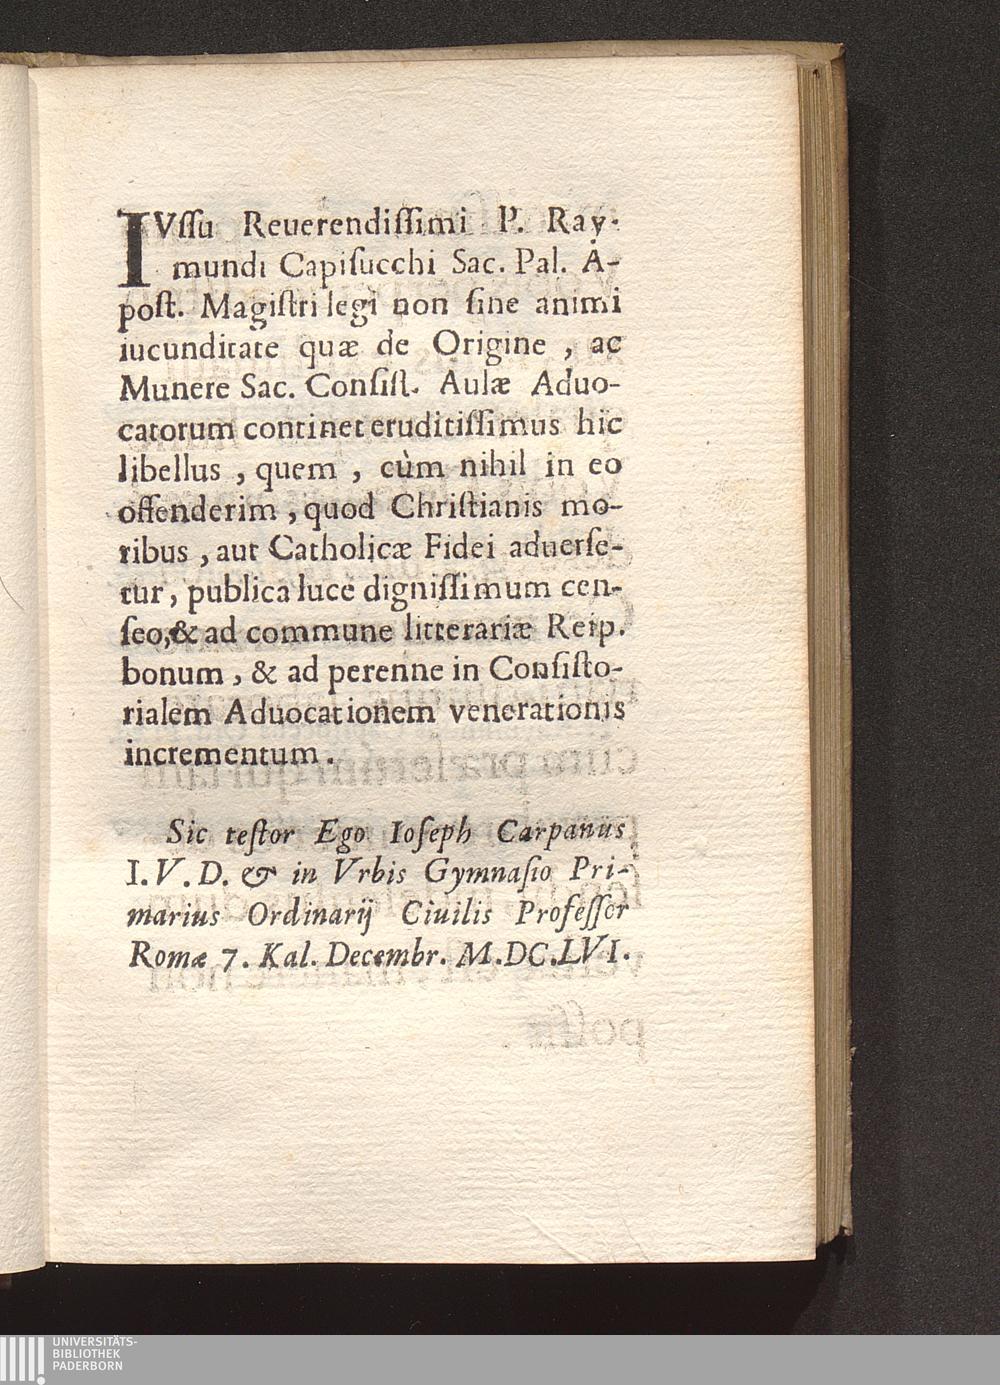 IVſſu Reuerendiſſimi P. Ray-
mundi Capiſucchi Sac. Pal. A-
poſt. Magiſtri legi non ſine animi
iucunditate quæ de Origine , ac
Munere Sac. Conſiſt. Aulæ Aduo-
catorum continet eruditiſſimus hic
libellus , quem , cùm nihil in eo
offenderim , quod Chriſtianis mo-
ribus , aut Catholicæ Fidei aduerſe-
tur, publica luce digniſſimum cen-
ſeo, & ad commune litterariæ Reip.
bonum , & ad perenne in Conſiſto-
rialem Aduocationem venerationis
incrementum .
Sic teſtor Ego Ioſeph Carpanus
I. V. D. & in Vrbis Gymnaſio Pri-
marius Ordinarij Ciuilis Profeſſor
Romæ 7. Kal. Decembr. M.DC.LVI.
UNIVERSITÄTS-
BIBLIOTHEK
PADERBORN